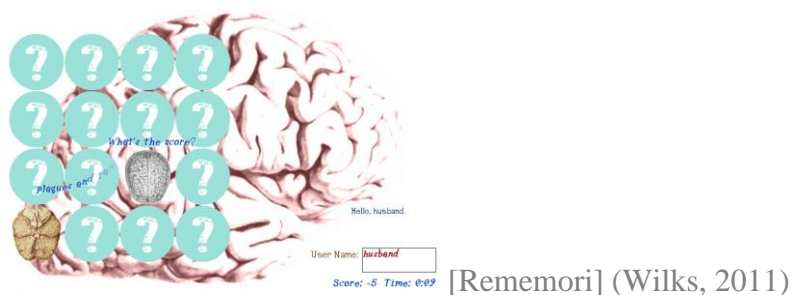 ? ? ? ?
? ? ? ?
What's the score?
? ? ?
Plaques and
? ? ?
Hello, husband.
User Name: husband
Score: -5 Time: 0:09
[Rememori] (Wilks, 2011)